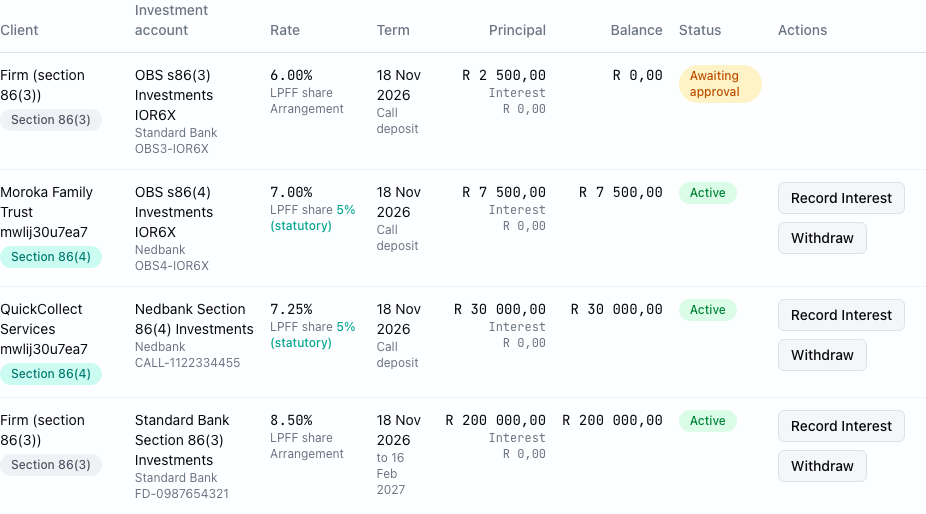 Client
Investment account
Rate
Term
Principal
Balance
Status
Actions
Firm (section
86(3))
Section 86(3)
OBS s86(3)
Investments
IOR6X
Standard Bank
OBS3-IOR6X
6.00%
LPFF share
Arrangement
18 Nov
2026
Call
deposit
R 2 500,00
Interest
R 0,00
R 0,00
Awaiting
approval
Moroka Family
Trust
mwlij30u7ea7
Section 86(4)
OBS s86(4)
Investments
IOR6X
Nedbank
OBS4-IOR6X
7.00%
LPFF share 5%
(statutory)
18 Nov
2026
Call
deposit
R 7 500,00
Interest
R 0,00
R 7 500,00
Active
Record Interest
Withdraw
QuickCollect
Services
mwlij30u7ea7
Section 86(4)
Nedbank Section
86(4) Investments
Nedbank
CALL-1122334455
7.25%
LPFF share 5%
(statutory)
18 Nov
2026
Call
deposit
R 30 000,00
Interest
R 0,00
R 30 000,00
Active
Record Interest
Withdraw
Firm (section
86(3))
Section 86(3)
Standard Bank
Section 86(3)
Investments
Standard Bank
FD-0987654321
8.50%
LPFF share
Arrangement
18 Nov
2026
to 16
Feb
2027
R 200 000,00
Interest
R 0,00
R 200 000,00
Active
Record Interest
Withdraw